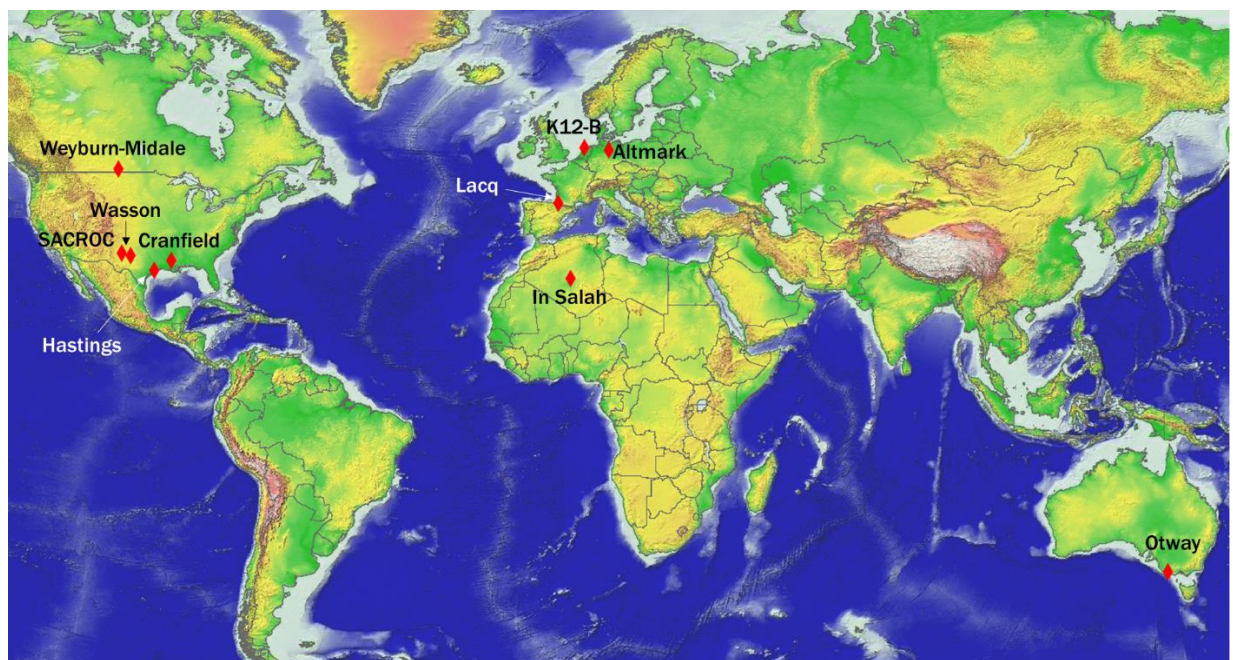 K12-B
Altmark
Weyburn-Midale
Lacq
Wasson
SACROC
Cranfield
In Salah
Hastings
Otway